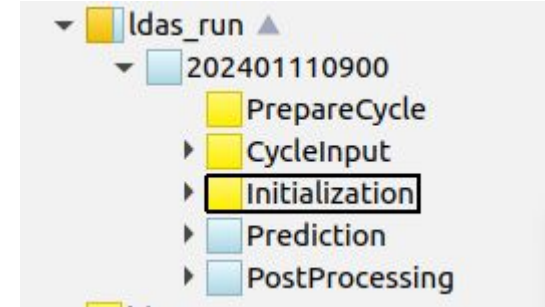 ldas_run
202401110900
PrepareCycle
CycleInput
Initialization
Prediction
PostProcessing